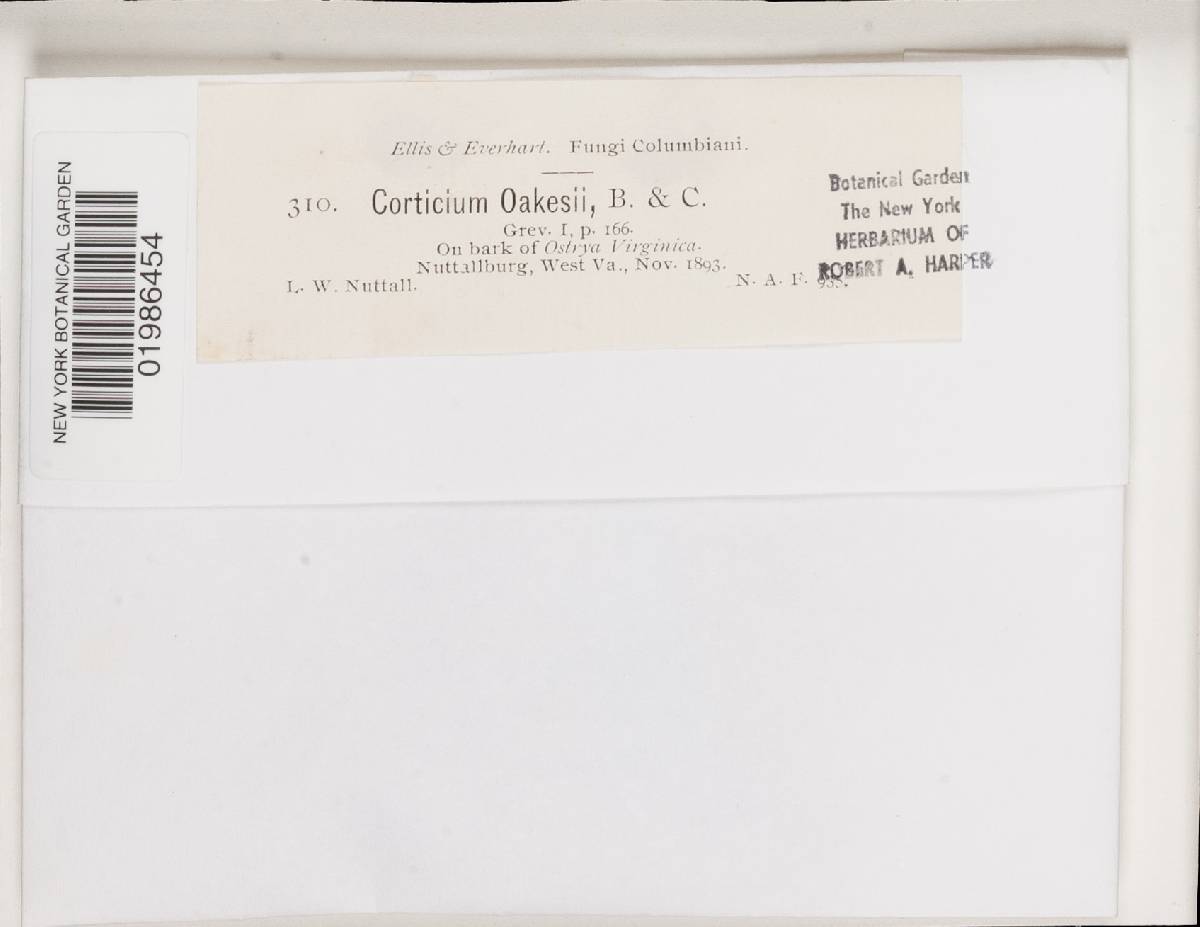 Ellis & Everhart. Fungi Columbiani.
310. Corticium Oakesii, B. & C.
Grev. I, p. 166.
On bark of Ostrya Virginica.
Nuttallburg, West Va., Nov. 1893.
L. W. Nuttall.
N. A. F. 935.
Botanical Garden
The New York
HERBARIUM OF
ROBERT A. HARPER
NEW YORK BOTANICAL GARDEN
01986454